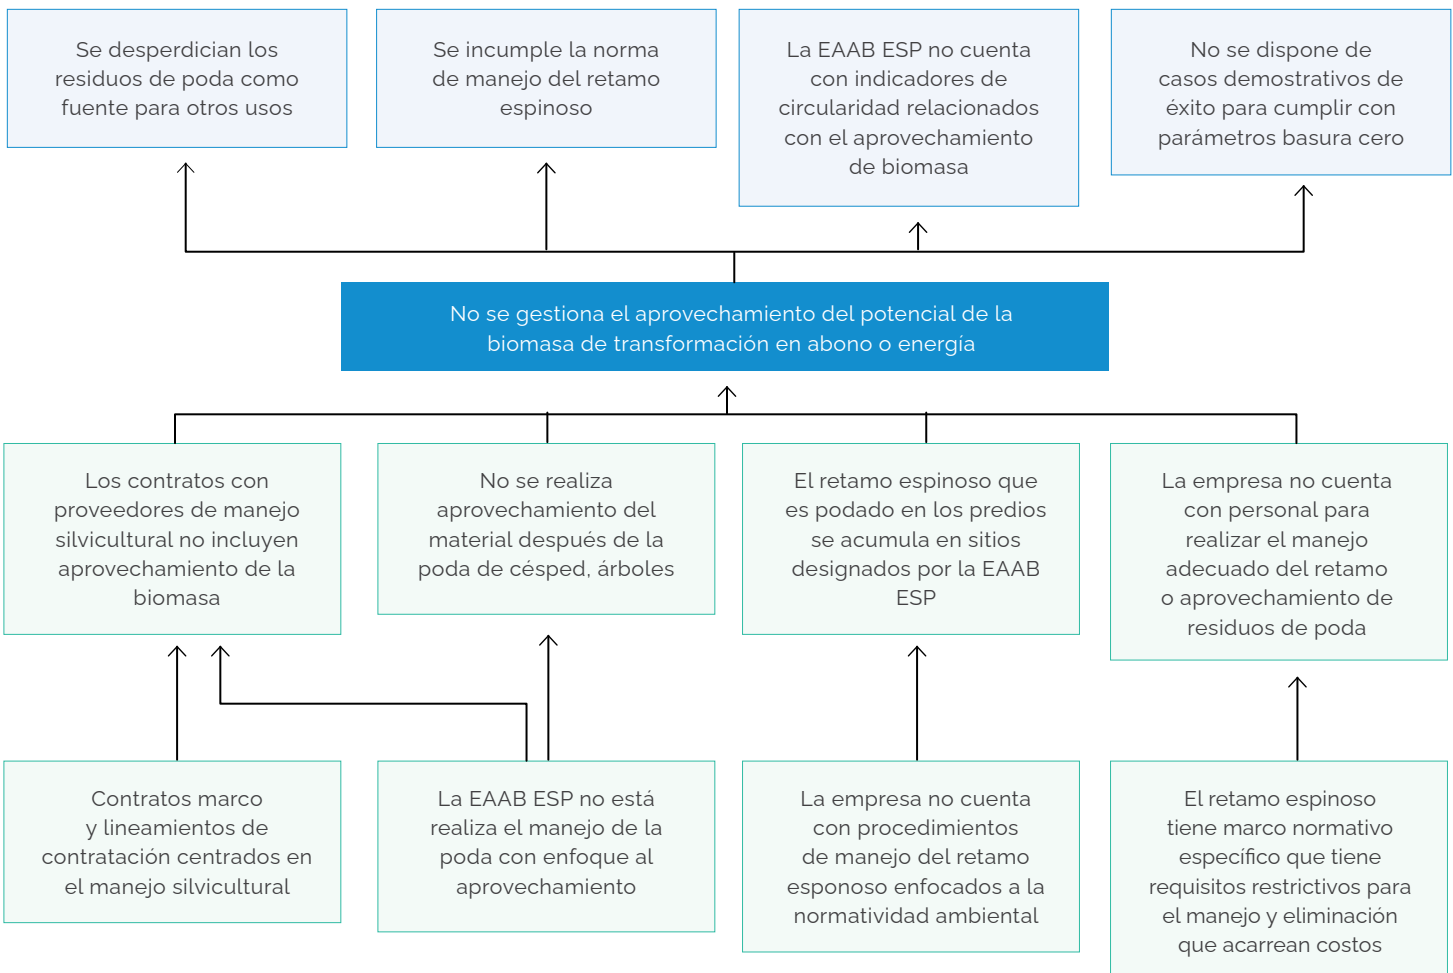 Se desperdician los
residuos de poda como
fuente para otros usos
Se incumple la norma
de manejo del retamo
espinoso
La EAAB ESP no cuenta
con indicadores de
circularidad relacionados
con el aprovechamiento
de biomasa
No se dispone de
casos demostrativos de
éxito para cumplir con
parámetros basura cero
No se gestiona el aprovechamiento del potencial de la
biomasa de transformación en abono o energía
Los contratos con
proveedores de manejo
silvicultural no incluyen
aprovechamiento de la
biomasa
No se realiza
aprovechamiento del
material después de la
poda de césped, árboles
El retamo espinoso que
es podado en los predios
se acumula en sitios
designados por la EAAB
ESP
La empresa no cuenta
con personal para
realizar el manejo
adecuado del retamo
o aprovechamiento de
residuos de poda
Contratos marco
y lineamientos de
contratación centrados en
el manejo silvicultural
La EAAB ESP no está
realiza el manejo de la
poda con enfoque al
aprovechamiento
La empresa no cuenta
con procedimientos
de manejo del retamo
esponoso enfocados a la
normatividad ambiental
El retamo espinoso
tiene marco normativo
específico que tiene
requisitos restrictivos para
el manejo y eliminación
que acarrean costos